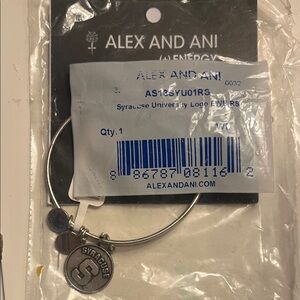 ALEX AND ANI
(+) ENERGY
ALEX AND ANI
AS18SYU01RS
Syracuse University Logo EWB RS
Qty. 1
8 86787 08116 2
ALEXANDANI.COM
SYRACUSE
S